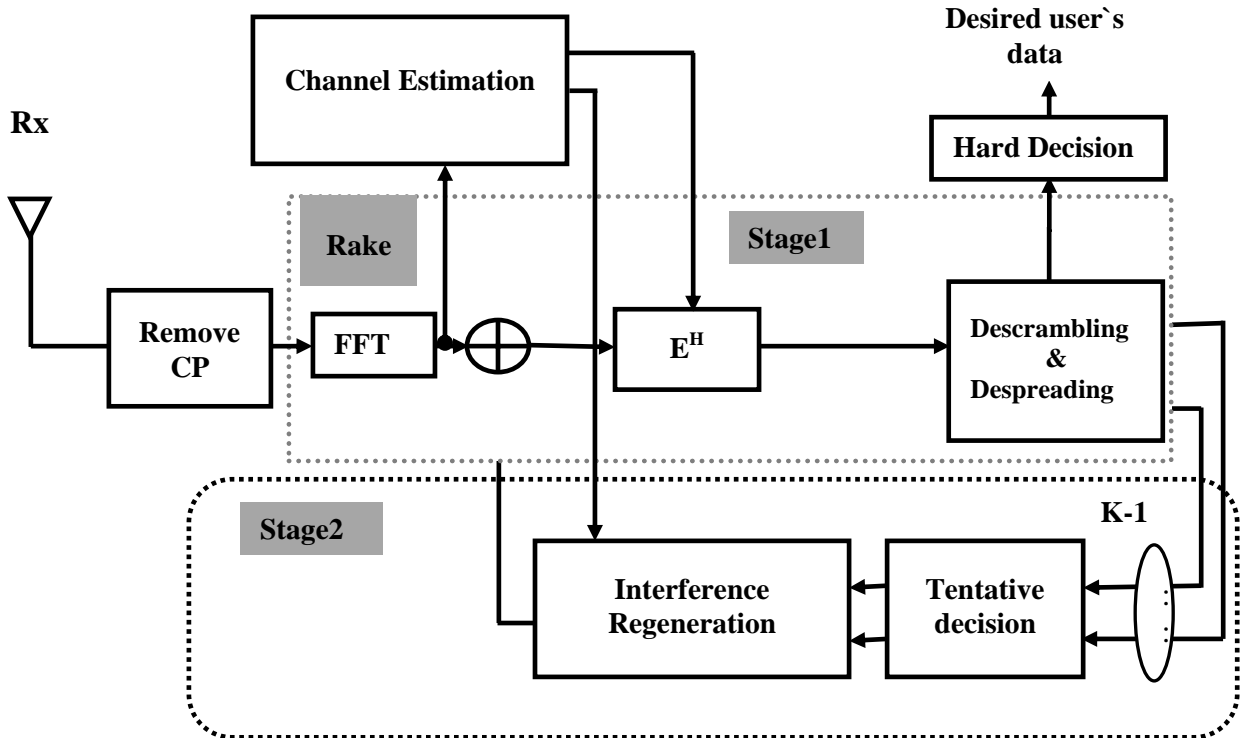 Desired user`s
data
Channel Estimation
Rx
Hard Decision
Rake
Stage1
Remove
CP
FFT
E^H
Descrambling
&
Despreading
Stage2
K-1
Interference
Regeneration
Tentative
decision